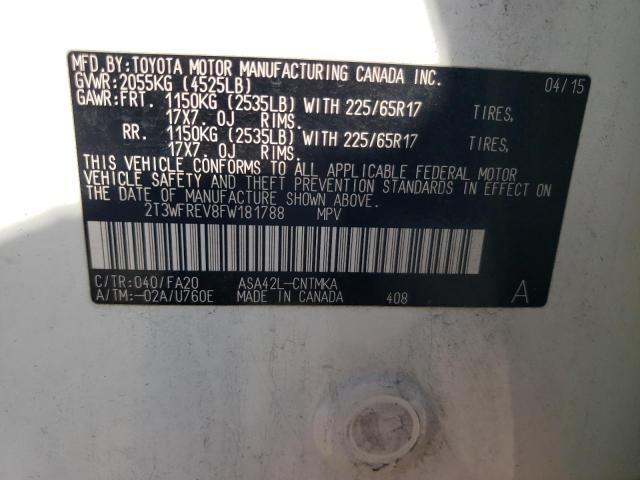 MFD.BY:TOYOTA MOTOR MANUFACTURING CANADA INC. 04/15
GVWR:2055KG (4525LB)
GAWR:FRT. 1150KG (2535LB) WITH 225/65R17 TIRES,
17X7.0J RIMS.
RR. 1150KG (2535LB) WITH 225/65R17 TIRES,
17X7.0J RIMS.
THIS VEHICLE CONFORMS TO ALL APPLICABLE FEDERAL MOTOR
VEHICLE SAFETY AND THEFT PREVENTION STANDARDS IN EFFECT
ON THE DATE OF MANUFACTURE SHOWN ABOVE.
2T3WFREV8FW181788 MPV
C/TR:040/FA20 ASA42L-CNTMKA
A/TM:-02A/U760E MADE IN CANADA 408 A